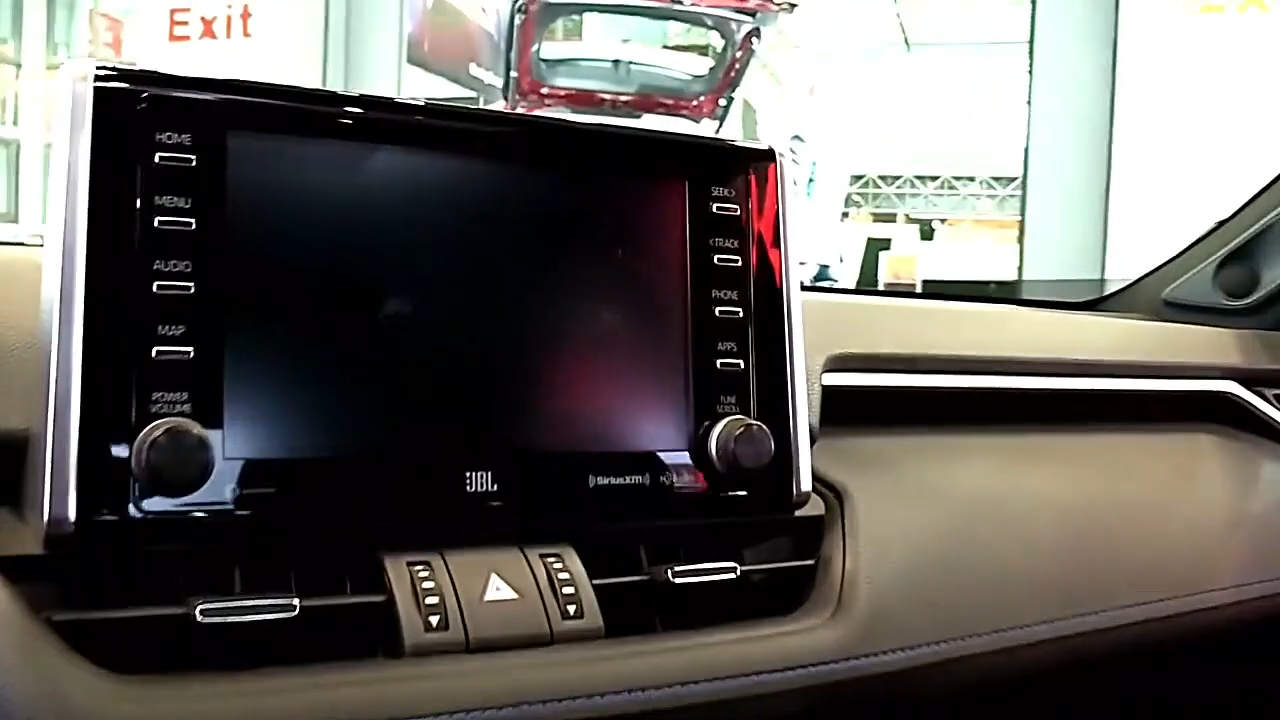 Exit
HOME
MENU
AUDIO
MAP
POWER
VOLUME
SEEK >
< TRACK
PHONE
APPS
TUNE
SCROLL
JBL
((SiriusXM))